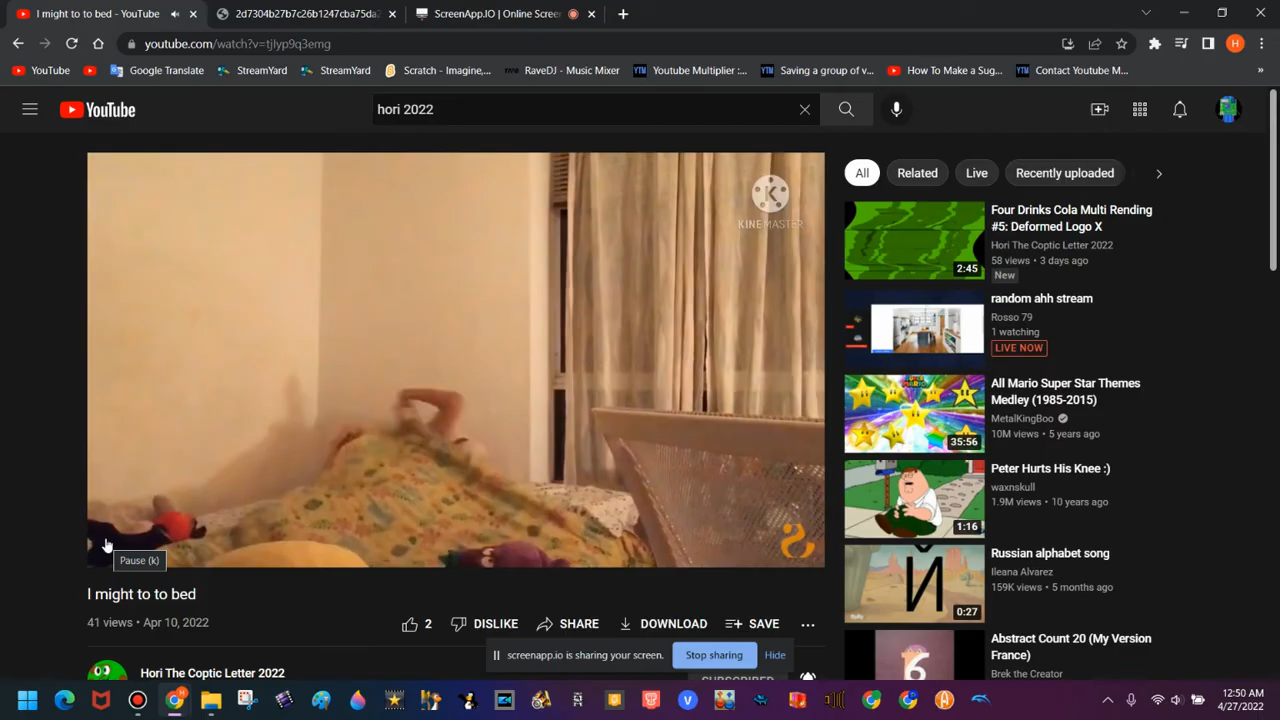 I might to to bed - YouTube
2d7304b27b7c26b1247cba75da2
ScreenApp.IO | Online Scree
youtube.com/watch?v=tjlyp9q3emg
H
YouTube
Google Translate
StreamYard
StreamYard
Scratch - Imagine,...
RaveDJ - Music Mixer
YTM
Youtube Multiplier :...
YTM
Saving a group of v...
How To Make a Sug...
YTM
Contact Youtube M...
»
YouTube
hori 2022
K
KINEMASTER
All
Related
Live
Recently uploaded
Four Drinks Cola Multi Rending
#5: Deformed Logo X
Hori The Coptic Letter 2022
58 views • 3 days ago
New
2:45
random ahh stream
Rosso 79
1 watching
LIVE NOW
All Mario Super Star Themes
Medley (1985-2015)
MetalKingBoo
10M views • 5 years ago
35:56
Peter Hurts His Knee :)
waxnskull
1.9M views • 10 years ago
1:16
Russian alphabet song
Ileana Alvarez
159K views • 5 months ago
Й
0:27
Abstract Count 20 (My Version
France)
Brek the Creator
6
Pause (k)
I might to to bed
41 views • Apr 10, 2022
2
DISLIKE
SHARE
DOWNLOAD
SAVE
screenapp.io is sharing your screen.
Stop sharing
Hide
Hori The Coptic Letter 2022
SUBSCRIBED
12:50 AM
4/27/2022